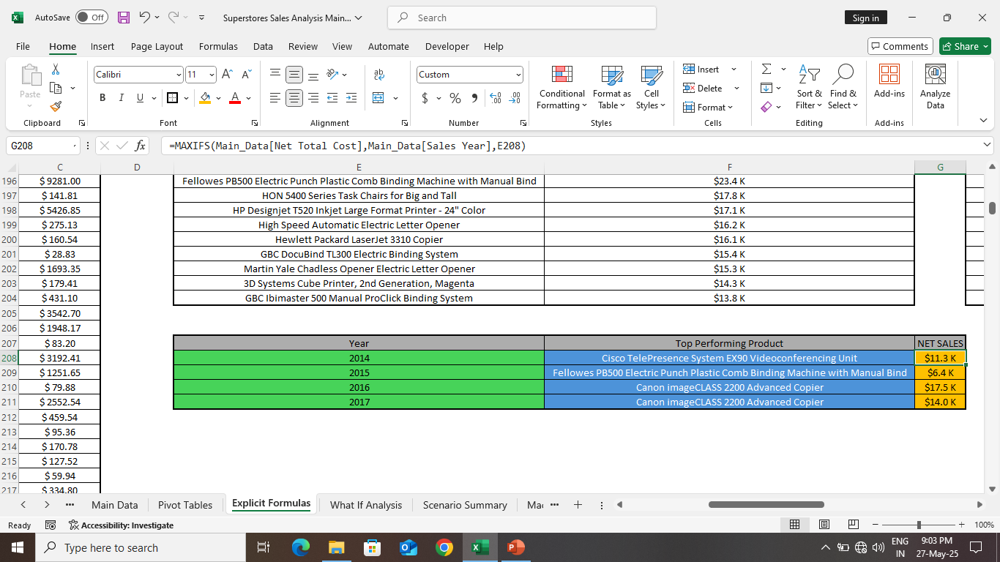 AutoSave Off Superstores Sales Analysis Main... Search Sign in
File Home Insert Page Layout Formulas Data Review View Automate Developer Help Comments Share
Paste Calibri 11 A A ab Custom Conditional Formatting Format as Table Cell Styles Insert Delete Format Sort & Filter Find & Select Add-ins Analyze Data
B I U A $ %
Clipboard Font Alignment Number Styles Cells Editing Add-ins
G208 fx =MAXIFS(Main_Data[Net Total Cost],Main_Data[Sales Year],E208)
C D E F G
196 $ 9281.00 Fellowes PB500 Electric Punch Plastic Comb Binding Machine with Manual Bind $23.4 K
197 $ 141.81 HON 5400 Series Task Chairs for Big and Tall $17.8 K
198 $ 5426.85 HP Designjet T520 Inkjet Large Format Printer - 24" Color $17.1 K
199 $ 275.13 High Speed Automatic Electric Letter Opener $16.2 K
200 $ 160.54 Hewlett Packard LaserJet 3310 Copier $16.1 K
201 $ 28.83 GBC DocuBind TL300 Electric Binding System $15.4 K
202 $ 1693.35 Martin Yale Chadless Opener Electric Letter Opener $15.3 K
203 $ 179.41 3D Systems Cube Printer, 2nd Generation, Magenta $14.3 K
204 $ 431.10 GBC Ibimaster 500 Manual ProClick Binding System $13.8 K
205 $ 3542.70
206 $ 1948.17
207 $ 83.20 Year Top Performing Product NET SALES
208 $ 3192.41 2014 Cisco TelePresence System EX90 Videoconferencing Unit $11.3 K
209 $ 1251.65 2015 Fellowes PB500 Electric Punch Plastic Comb Binding Machine with Manual Bind $6.4 K
210 $ 79.88 2016 Canon imageCLASS 2200 Advanced Copier $17.5 K
211 $ 2552.54 2017 Canon imageCLASS 2200 Advanced Copier $14.0 K
212 $ 459.54
213 $ 95.36
214 $ 170.78
215 $ 127.52
216 $ 59.94
217 $ 334.80
Main Data Pivot Tables Explicit Formulas What If Analysis Scenario Summary Mac
Ready Accessibility: Investigate 100%
Type here to search ENG IN 9:03 PM 27-May-25